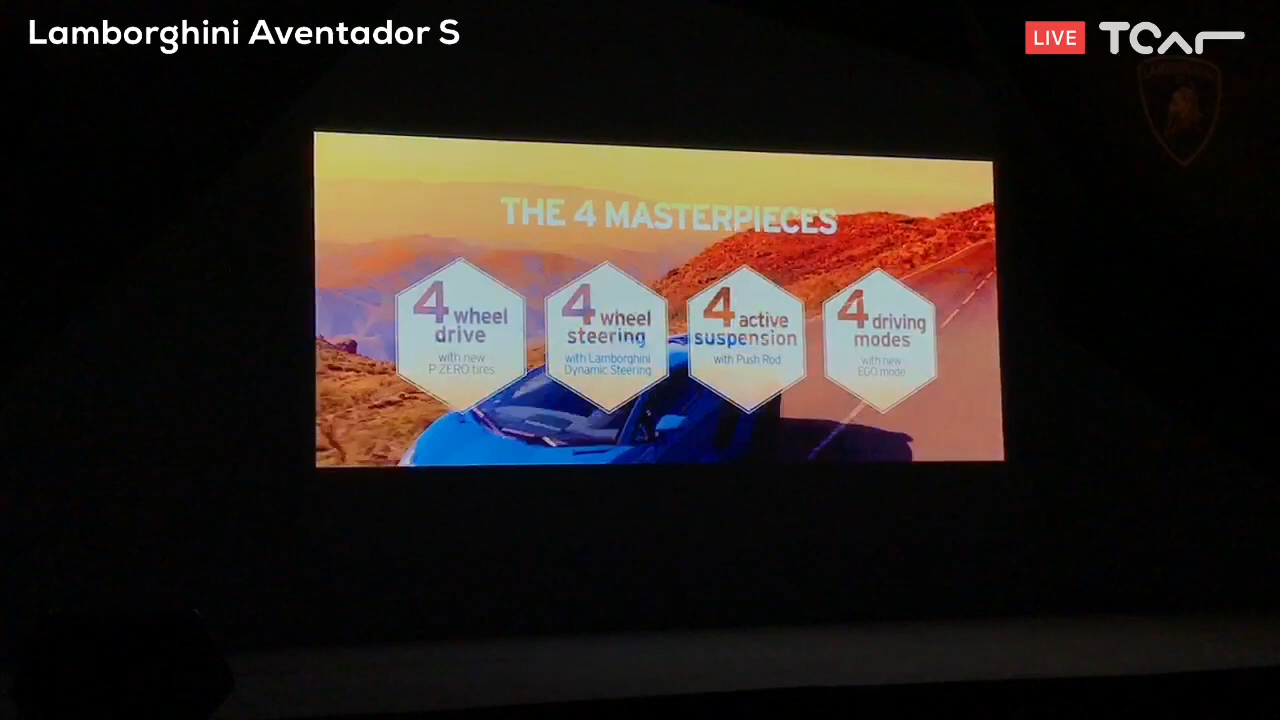 Lamborghini Aventador S
LIVE TCAR
THE 4 MASTERPIECES
4 wheel
drive
with new
P ZERO tires
4 wheel
steering
with Lamborghini
Dynamic Steering
4 active
suspension
with Push Rod
4 driving
modes
with new
EGO mode